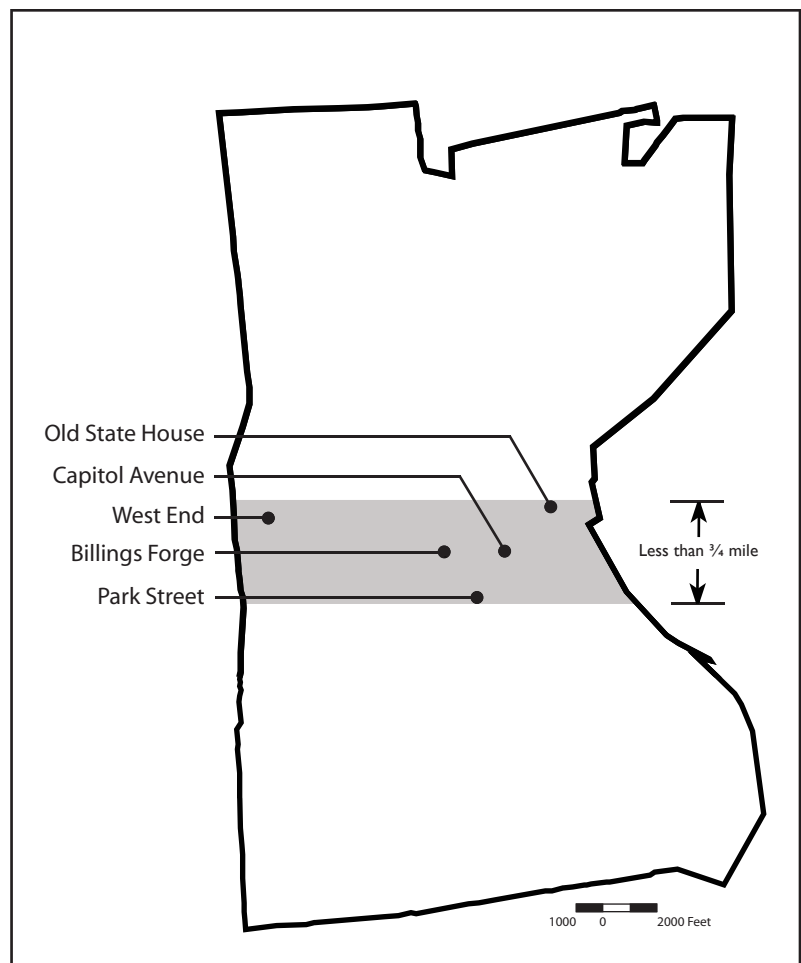 Old State House
Capitol Avenue
West End
Billings Forge
Less than ¾ mile
Park Street
1000 0 2000 Feet